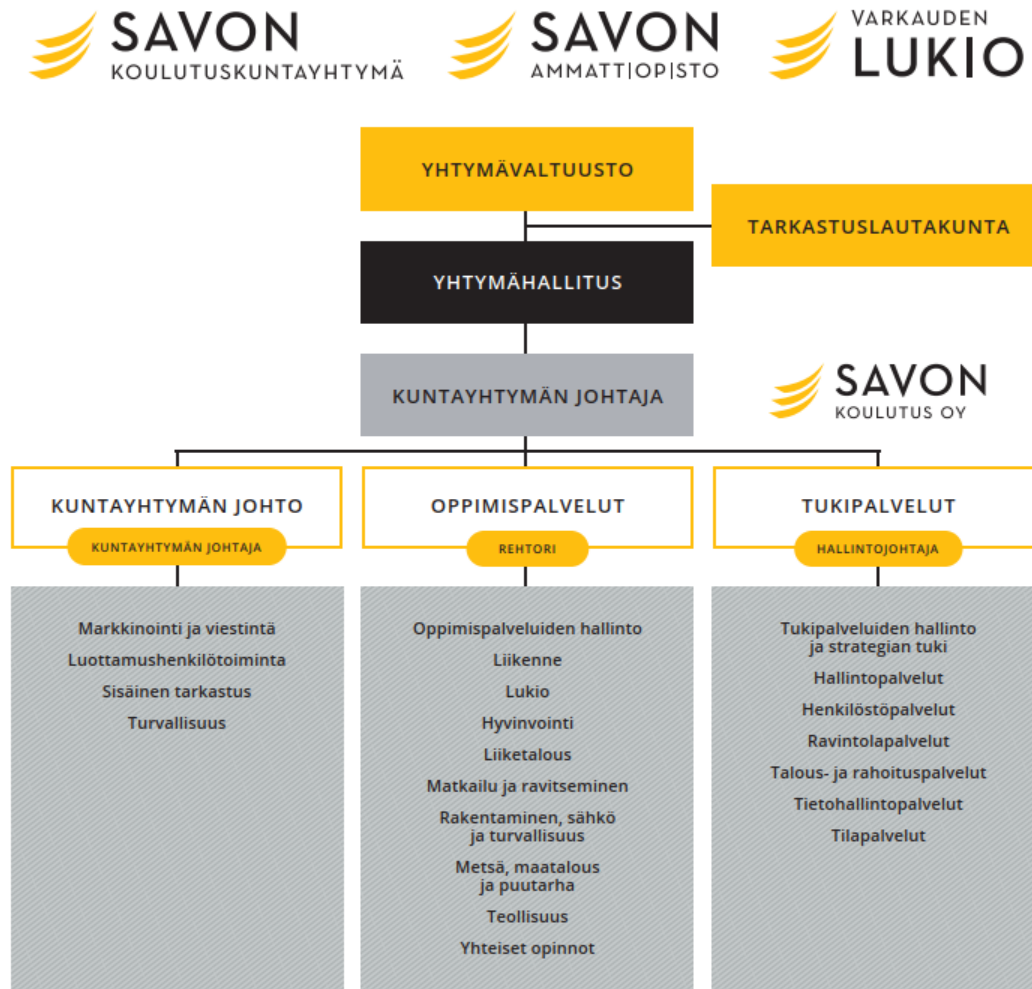 SAVON
KOULUTUSKUNTAYHTYMÄ
SAVON
AMMATTIOPISTO
VARKAUDEN
LUKIO
YHTYMÄVALTUUSTO
TARKASTUSLAUTAKUNTA
YHTYMÄHALLITUS
KUNTAYHTYMÄN JOHTAJA
SAVON
KOULUTUS OY
KUNTAYHTYMÄN JOHTO
KUNTAYHTYMÄN JOHTAJA
Markkinointi ja viestintä
Luottamushenkilötoiminta
Sisäinen tarkastus
Turvallisuus
OPPIMISPALVELUT
REHTORI
Oppimispalveluiden hallinto
Liikenne
Lukio
Hyvinvointi
Liiketalous
Matkailu ja ravitseminen
Rakentaminen, sähkö
ja turvallisuus
Metsä, maatalous
ja puutarha
Teollisuus
Yhteiset opinnot
TUKIPALVELUT
HALLINTOJOHTAJA
Tukipalveluiden hallinto
ja strategian tuki
Hallintopalvelut
Henkilöstöpalvelut
Ravintolapalvelut
Talous- ja rahoituspalvelut
Tietohallintopalvelut
Tilapalvelut